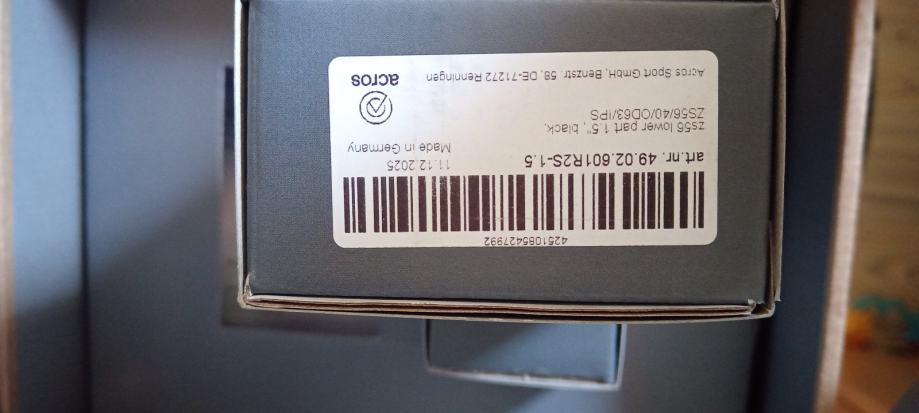 4251085427992
art.nr. 49.02.601R2S-1.5
11.12.2025
Made in Germany
zs56 lower part 1.5", black,
ZS56/40/OD63/IPS
Acros Sport GmbH, Benzstr. 58, DE-71272 Renningen
acros